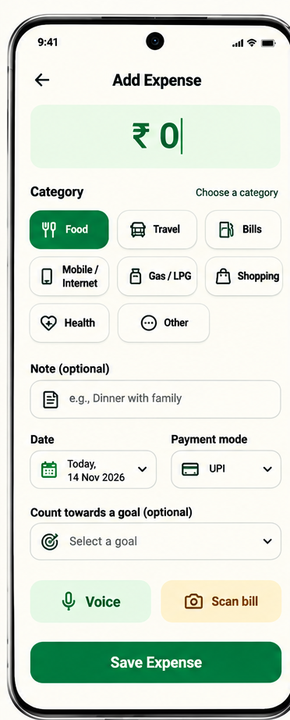 9:41
Add Expense
₹ 0
Category
Choose a category
Food
Travel
Bills
Mobile /
Internet
Gas / LPG
Shopping
Health
Other
Note (optional)
e.g., Dinner with family
Date
Payment mode
Today,
14 Nov 2026
UPI
Count towards a goal (optional)
Select a goal
Voice
Scan bill
Save Expense